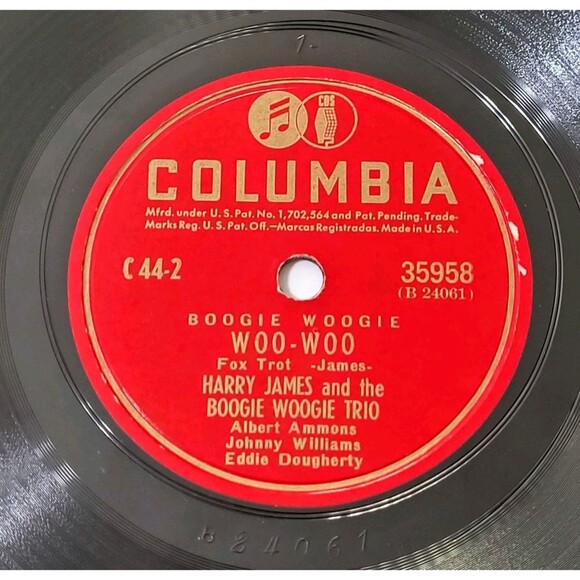 1-
CBS
COLUMBIA
Mfrd. under U.S. Pat. No. 1,702,564 and Pat. Pending. Trade-
Marks Reg. U.S. Pat. Off.—Marcas Registradas. Made in U.S.A.
C 44-2
35958
(B 24061)
BOOGIE WOOGIE
WOO-WOO
Fox Trot -James-
HARRY JAMES and the
BOOGIE WOOGIE TRIO
Albert Ammons
Johnny Williams
Eddie Dougherty
B24061